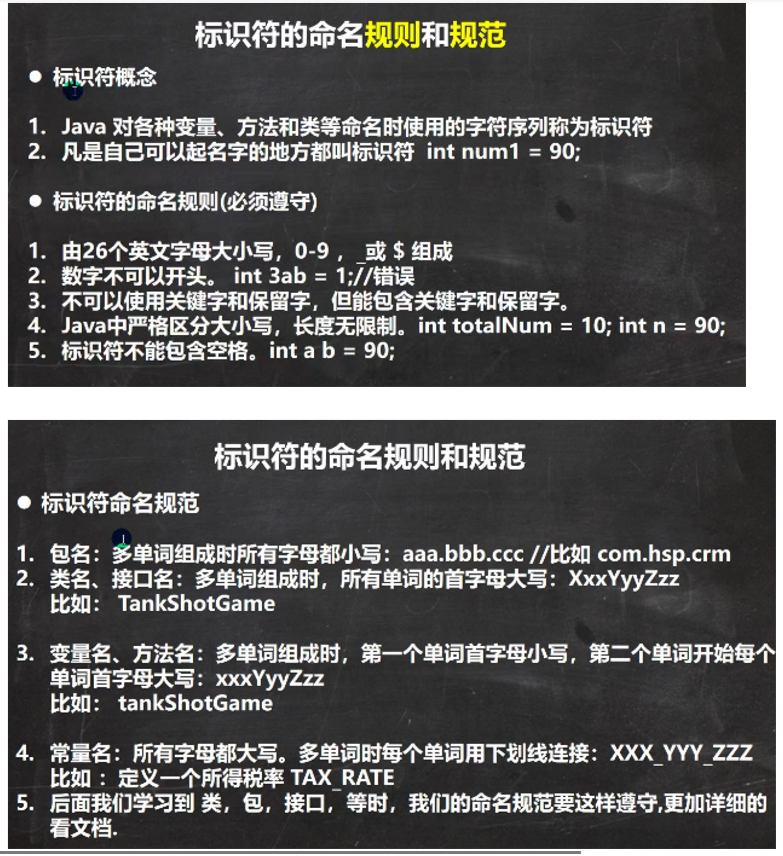 标识符的命名规则和规范
● 标识符概念
1. Java 对各种变量、方法和类等命名时使用的字符序列称为标识符
2. 凡是自己可以起名字的地方都叫标识符 int num1 = 90;
● 标识符的命名规则(必须遵守)
1. 由26个英文字母大小写，0-9 ，_或 $ 组成
2. 数字不可以开头。 int 3ab = 1;//错误
3. 不可以使用关键字和保留字，但能包含关键字和保留字。
4. Java中严格区分大小写，长度无限制。int totalNum = 10; int n = 90;
5. 标识符不能包含空格。int a b = 90;
标识符的命名规则和规范
● 标识符命名规范
1. 包名：多单词组成时所有字母都小写：aaa.bbb.ccc //比如 com.hsp.crm
2. 类名、接口名：多单词组成时，所有单词的首字母大写：XxxYyyZzz
比如： TankShotGame
3. 变量名、方法名：多单词组成时，第一个单词首字母小写，第二个单词开始每个
单词首字母大写：xxxYyyZzz
比如： tankShotGame
4. 常量名：所有字母都大写。多单词时每个单词用下划线连接：XXX_YYY_ZZZ
比如 ：定义一个所得税率 TAX_RATE
5. 后面我们学习到 类，包，接口，等时，我们的命名规范要这样遵守,更加详细的
看文档.